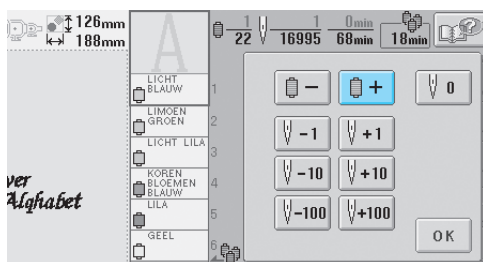 126mm
188mm
A
1
22
1
16995
0min
68min
18min
LICHT
BLAUW
1
LIMOEN
GROEN
2
LICHT LILA
3
KOREN
BLOEMEN
BLAUW
4
LILA
5
GEEL
6
ver
Alphabet
−
+
0
−1
+1
−10
+10
−100
+100
OK